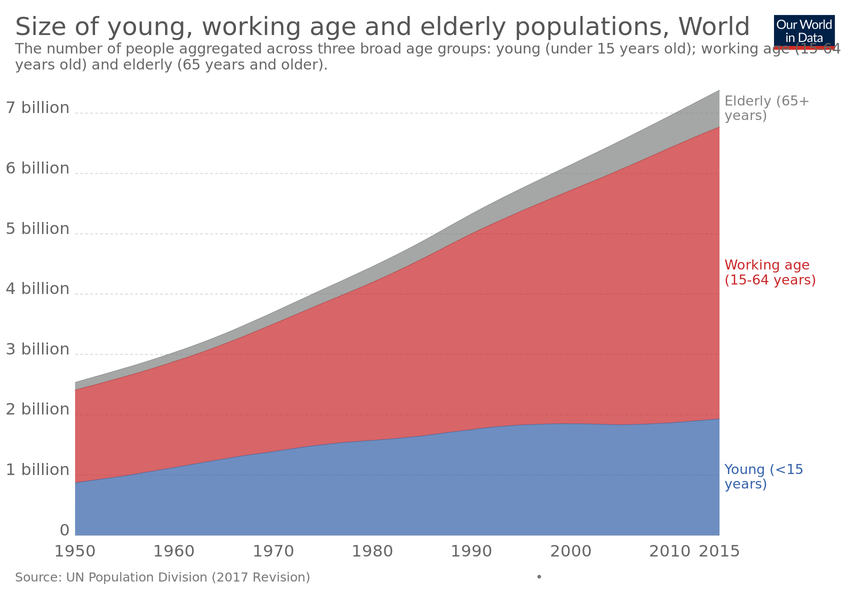 Size of young, working age and elderly populations, World
Our World
in Data
The number of people aggregated across three broad age groups: young (under 15 years old); working age (15-64
years old) and elderly (65 years and older).
7 billion
6 billion
5 billion
4 billion
3 billion
2 billion
1 billion
0
Elderly (65+
years)
Working age
(15-64 years)
Young (<15
years)
1950 1960 1970 1980 1990 2000 2010 2015
Source: UN Population Division (2017 Revision)
•